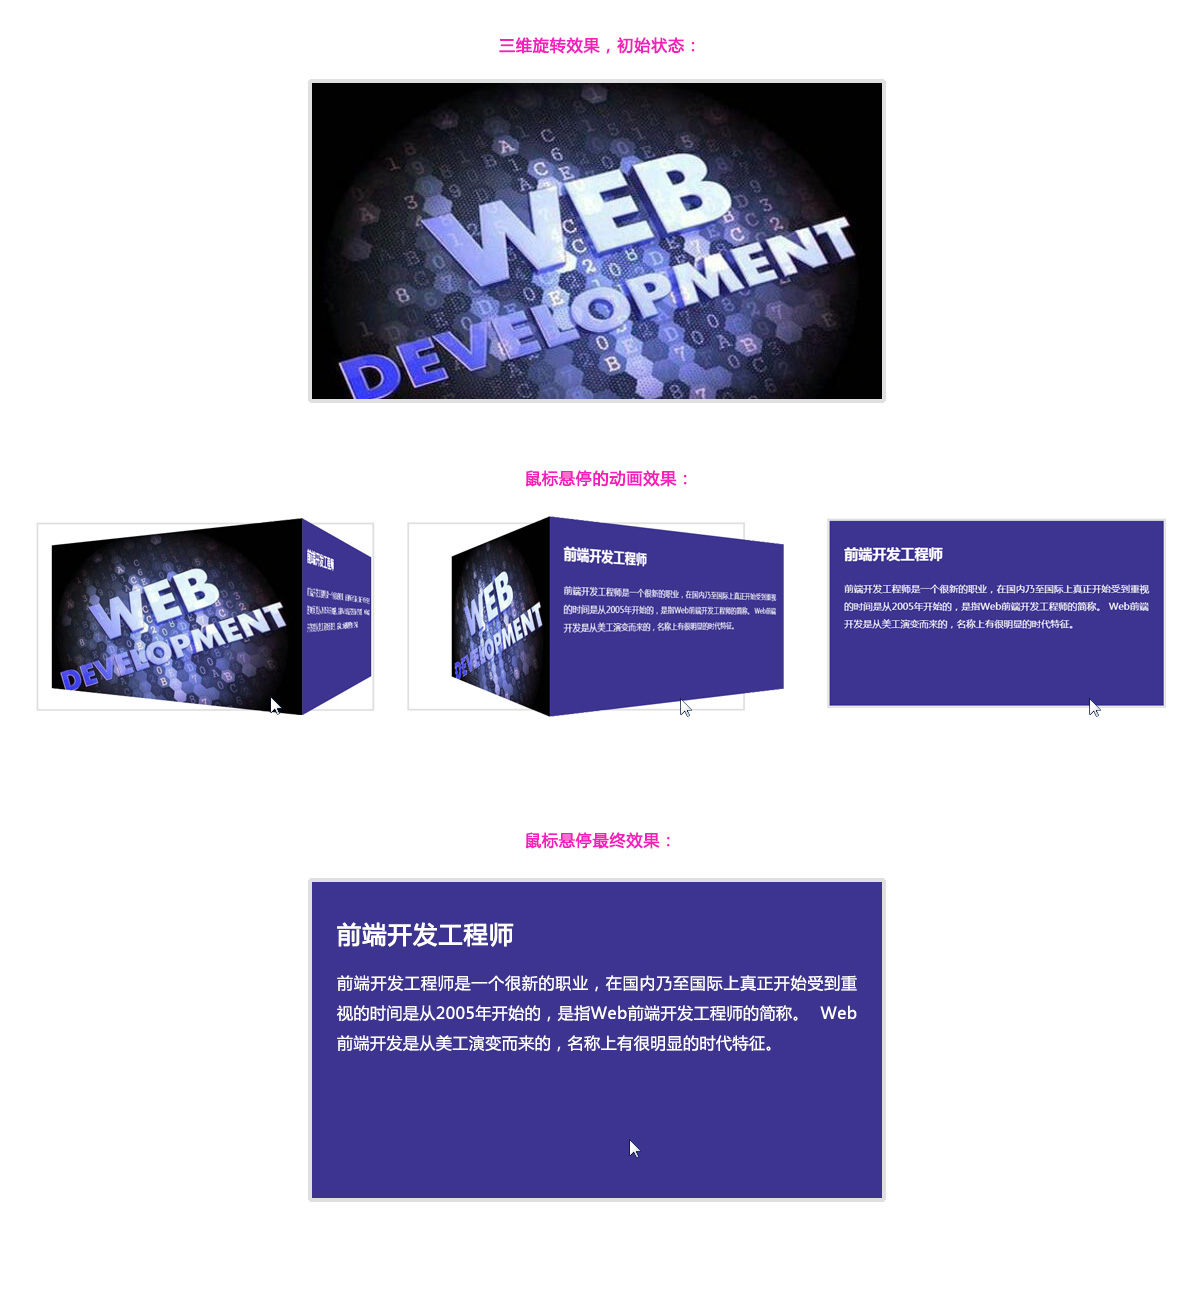 三维旋转效果，初始状态：
WEB
DEVELOPMENT
鼠标悬停的动画效果：
WEB
DEVELOPMENT
前端开发工程师
WEB
DEVELOPMENT
前端开发工程师
前端开发工程师是一个很新的职业，在国内乃至国际上真正开始受到重视
的时间是从2005年开始的，是指Web前端开发工程师的简称。 Web前端
开发是从美工演变而来的，名称上有很明显的时代特征。
前端开发工程师
前端开发工程师是一个很新的职业，在国内乃至国际上真正开始受到重视
的时间是从2005年开始的，是指Web前端开发工程师的简称。 Web前端
开发是从美工演变而来的，名称上有很明显的时代特征。
鼠标悬停最终效果：
前端开发工程师
前端开发工程师是一个很新的职业，在国内乃至国际上真正开始受到重
视的时间是从2005年开始的，是指Web前端开发工程师的简称。 Web
前端开发是从美工演变而来的，名称上有很明显的时代特征。